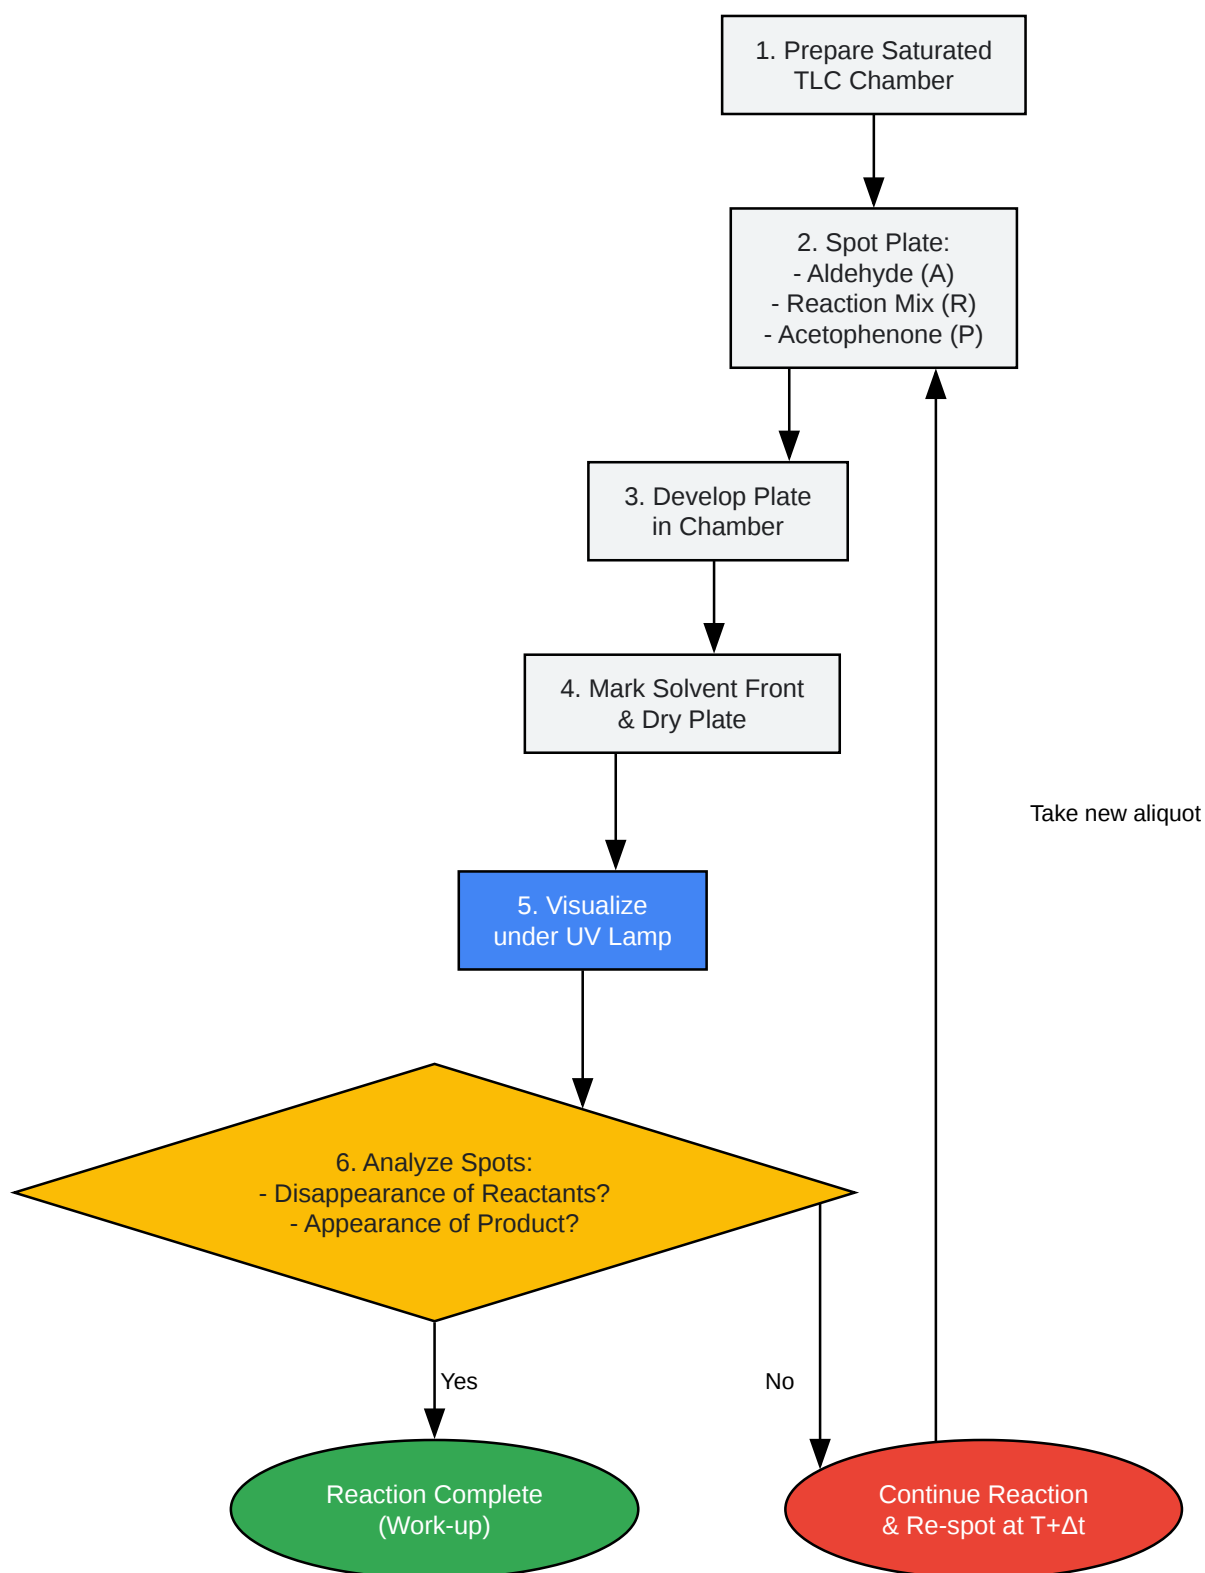 1. Prepare Saturated
TLC Chamber
2. Spot Plate:
- Aldehyde (A)
- Reaction Mix (R)
- Acetophenone (P)
3. Develop Plate
in Chamber
4. Mark Solvent Front
& Dry Plate
Take new aliquot
5. Visualize
under UV Lamp
6. Analyze Spots:
- Disappearance of Reactants?
- Appearance of Product?
Yes
No
Reaction Complete
(Work-up)
Continue Reaction
& Re-spot at T+Δt